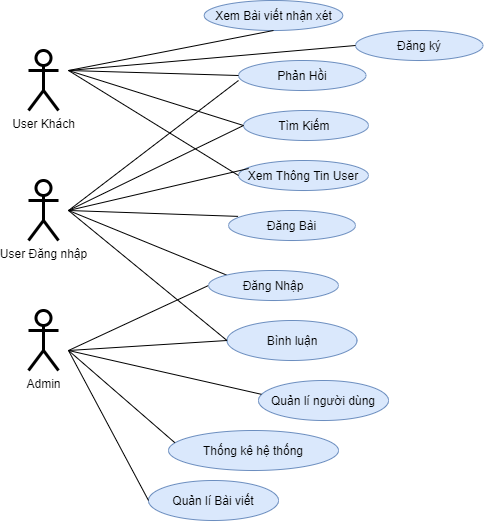 Xem Bài viết nhận xét
Đăng ký
Phản Hồi
User Khách
Tìm Kiếm
Xem Thông Tin User
Đăng Bài
User Đăng nhập
Đăng Nhập
Bình luận
Admin
Quản lí người dùng
Thống kê hệ thống
Quản lí Bài viết